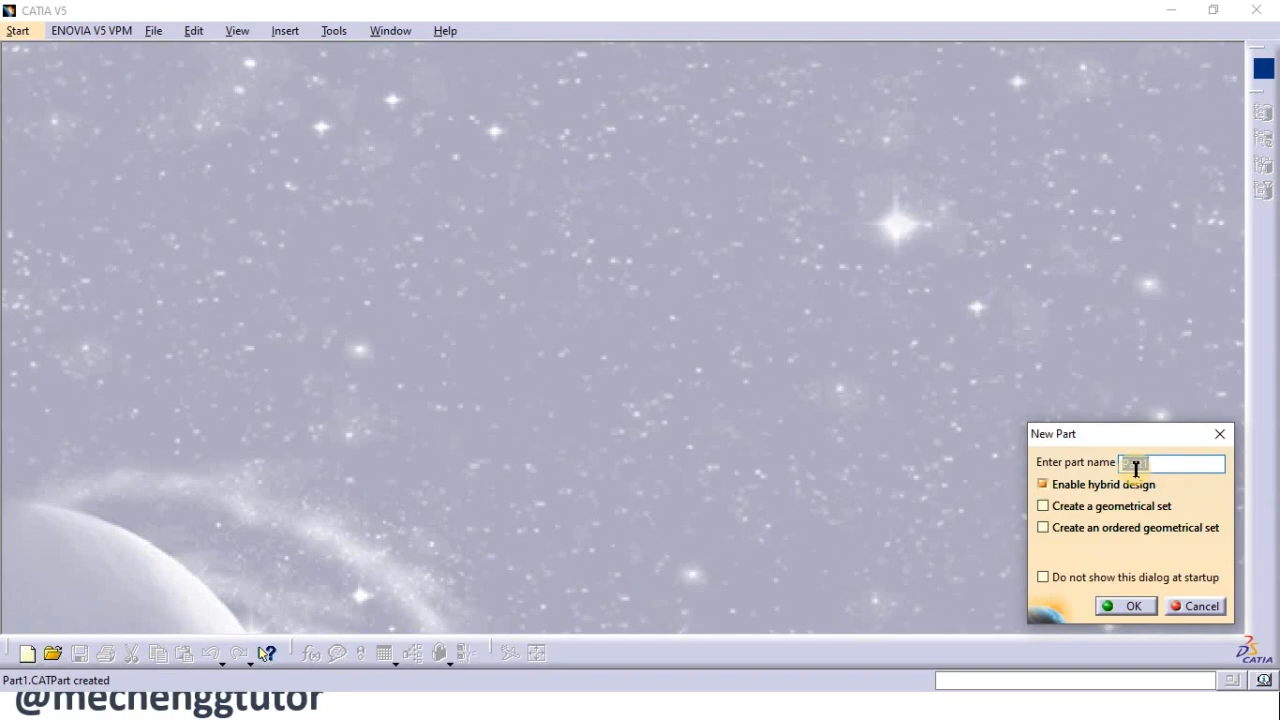 CATIA V5
Start ENOVIA V5 VPM File Edit View Insert Tools Window Help
New Part
Enter part name
Enable hybrid design
Create a geometrical set
Create an ordered geometrical set
Do not show this dialog at startup
OK Cancel
f(x)
DS CATIA
Part1.CATPart created
@mechenggtutor